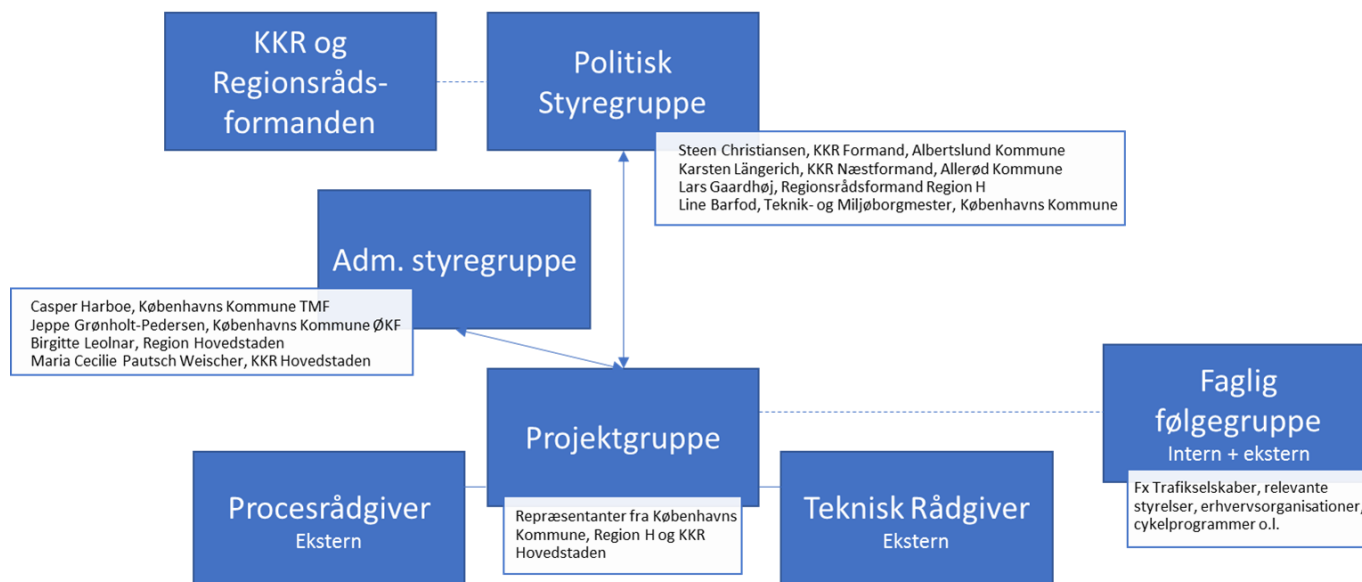 KKR og
Regionsråds-
formanden
Politisk
Styregruppe
Steen Christiansen, KKR Formand, Albertslund Kommune
Karsten Längerich, KKR Næstformand, Allerød Kommune
Lars Gaardhøj, Regionsrådsformand Region H
Line Barfod, Teknik- og Miljøborgmester, Københavns Kommune
Adm. styregruppe
Casper Harboe, Københavns Kommune TMF
Jeppe Grønholt-Pedersen, Københavns Kommune ØKF
Birgitte Leolnar, Region Hovedstaden
Maria Cecilie Pautsch Weischer, KKR Hovedstaden
Projektgruppe
Repræsentanter fra Københavns
Kommune, Region H og KKR
Hovedstaden
Faglig
følgegruppe
Intern + ekstern
Fx Trafikselskaber, relevante
styrelser, erhvervsorganisationer,
cykelprogrammer o.l.
Procesrådgiver
Ekstern
Teknisk Rådgiver
Ekstern